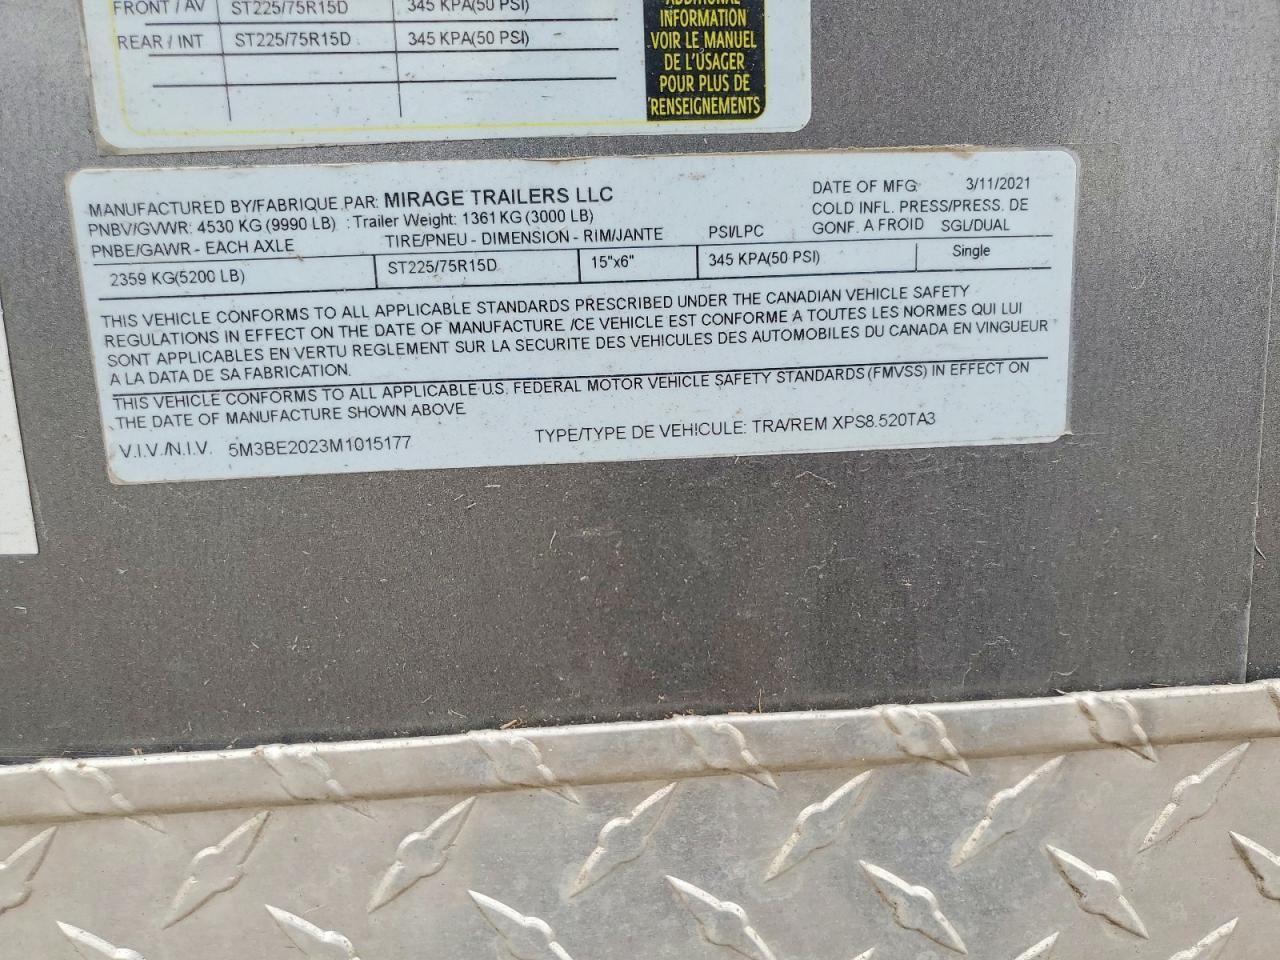 FRONT / AV ST225/75R15D 345 KPA(50 PSI)
REAR / INT ST225/75R15D 345 KPA(50 PSI)
ADDITIONAL
INFORMATION
VOIR LE MANUEL
DE L'USAGER
POUR PLUS DE
RENSEIGNEMENTS
MANUFACTURED BY/FABRIQUE PAR: MIRAGE TRAILERS LLC DATE OF MFG: 3/11/2021
PNBV/GVWR: 4530 KG (9990 LB) : Trailer Weight: 1361 KG (3000 LB) COLD INFL. PRESS/PRESS. DE
PNBE/GAWR - EACH AXLE TIRE/PNEU - DIMENSION - RIM/JANTE PSI/LPC GONF. A FROID SGL/DUAL
2359 KG(5200 LB) ST225/75R15D 15"x6" 345 KPA(50 PSI) Single
THIS VEHICLE CONFORMS TO ALL APPLICABLE STANDARDS PRESCRIBED UNDER THE CANADIAN VEHICLE SAFETY
REGULATIONS IN EFFECT ON THE DATE OF MANUFACTURE /CE VEHICLE EST CONFORME A TOUTES LES NORMES QUI LUI
SONT APPLICABLES EN VERTU REGLEMENT SUR LA SECURITE DES VEHICULES DES AUTOMOBILES DU CANADA EN VINGUEUR
A LA DATA DE SA FABRICATION.
THIS VEHICLE CONFORMS TO ALL APPLICABLE U.S. FEDERAL MOTOR VEHICLE SAFETY STANDARDS (FMVSS) IN EFFECT ON
THE DATE OF MANUFACTURE SHOWN ABOVE
V.I.V./N.I.V. 5M3BE2023M1015177 TYPE/TYPE DE VEHICULE: TRA/REM XPS8.520TA3